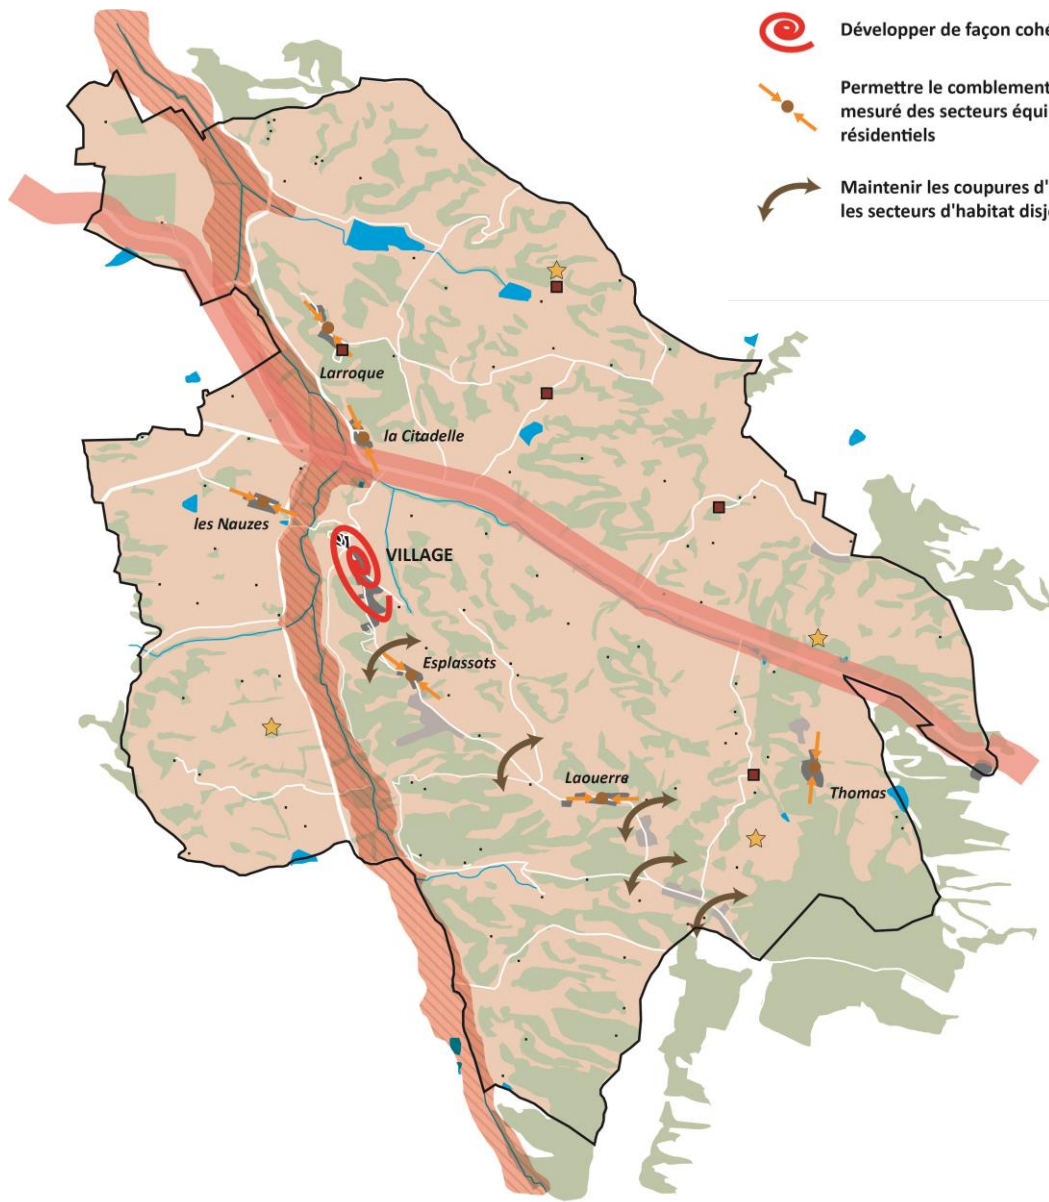 Développer de façon cohé
Permettre le comblement
mesuré des secteurs équi
résidentiels
Maintenir les coupures d'
les secteurs d'habitat disj
Larroque
la Citadelle
les Nauzes
VILLAGE
Esplassots
Laouerre
Thomas